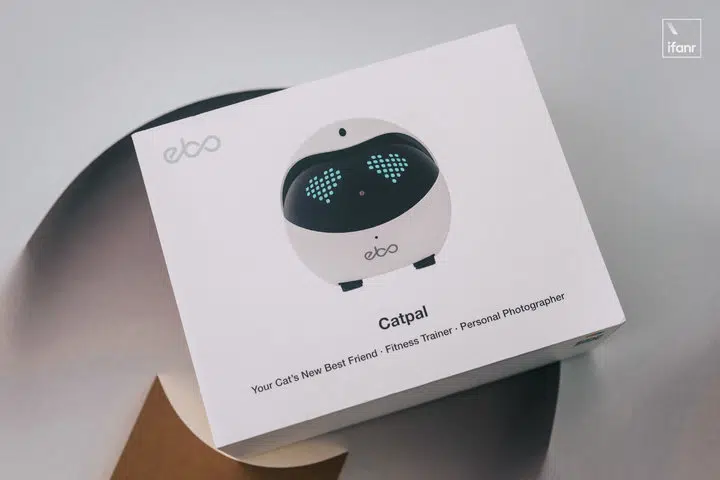 ifanr
ebo
ebo
Catpal
Your Cat's New Best Friend · Fitness Trainer · Personal Photographer